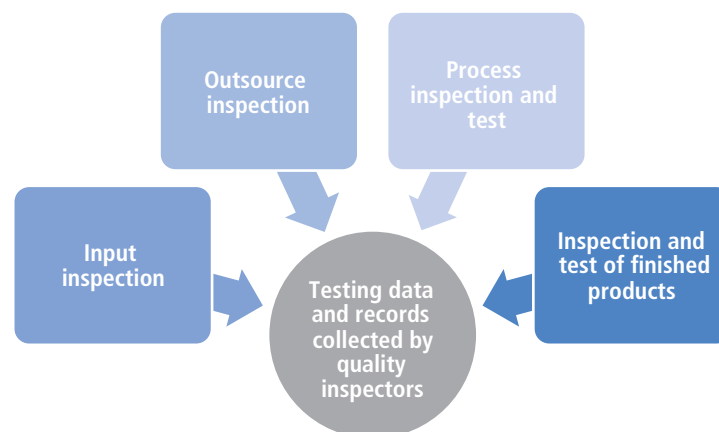 Outsource
inspection
Process
inspection and
test
Input
inspection
Inspection and
test of finished
products
Testing data
and records
collected by
quality
inspectors